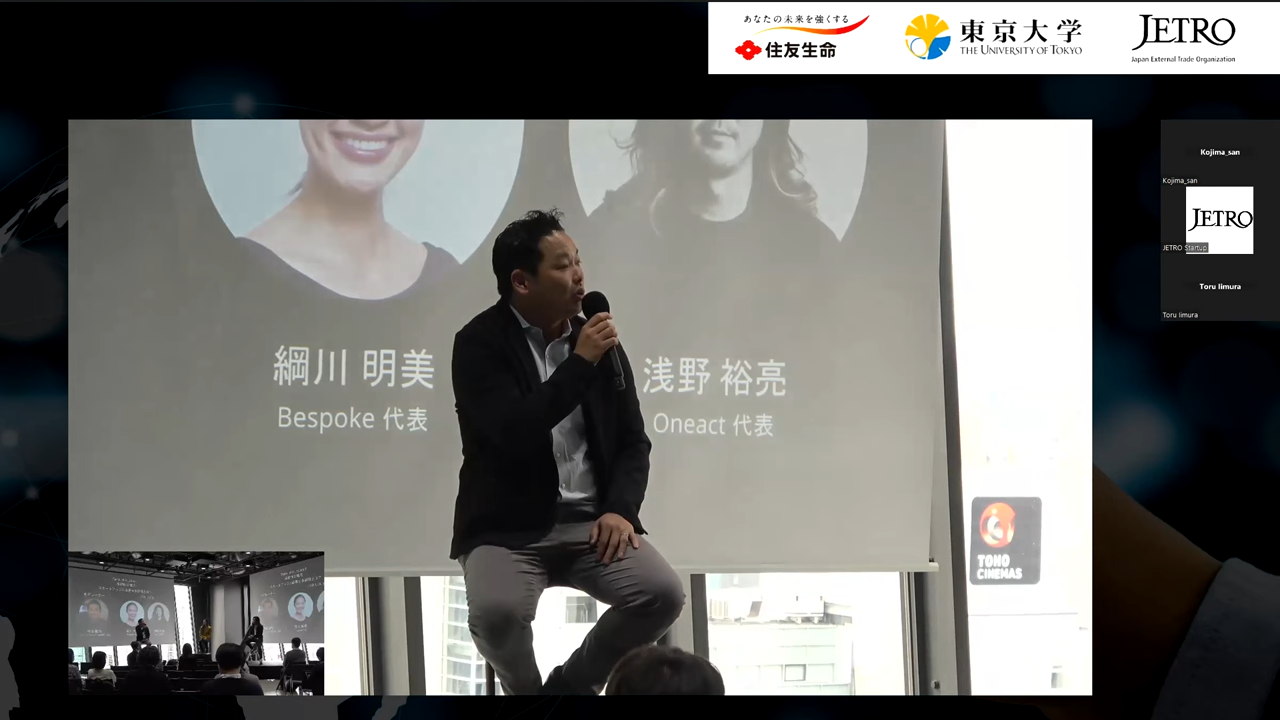 あなたの未来を強くする
住友生命
東京大学
THE UNIVERSITY OF TOKYO
JETRO
Japan External Trade Organization
Kojima_san
Kojima_san
JETRO
JETRO Startup
Toru Iimura
Toru Iimura
綱川 明美
Bespoke 代表
浅野 裕亮
Oneact 代表
TOHO
CINEMAS